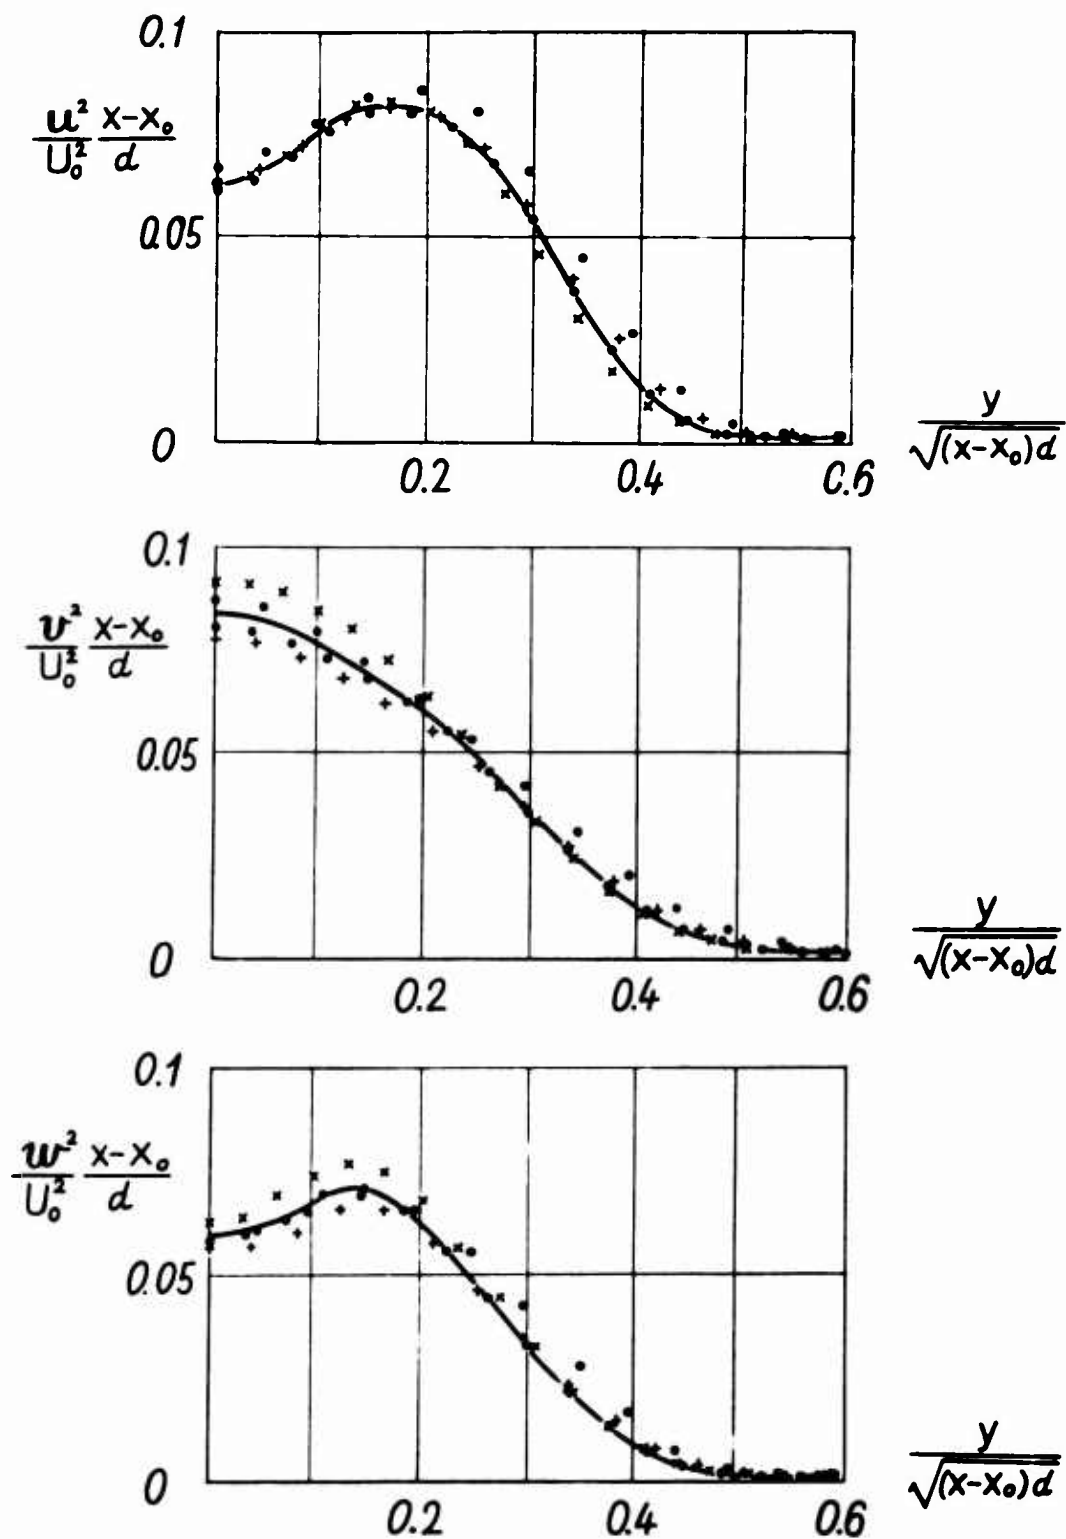 0.1
u² x-x₀
U₀² d
0.05
0
0.2 0.4 0.6
y
√(x-x₀)d
0.1
v² x-x₀
U₀² d
0.05
0
0.2 0.4 0.6
y
√(x-x₀)d
0.1
w² x-x₀
U₀² d
0.05
0
0.2 0.4 0.6
y
√(x-x₀)d